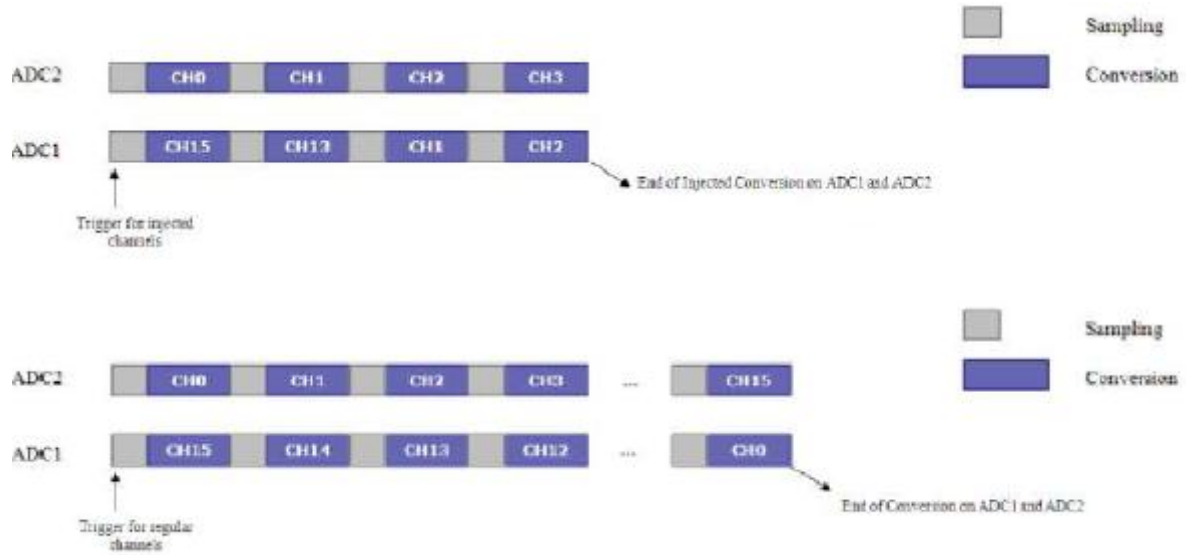 Sampling
ADC2 CH0 CH1 CH2 CH3
Conversion
ADC1 CH15 CH13 CH1 CH2
End of Injected Conversion on ADC1 and ADC2
Trigger for injected
channels
Sampling
ADC2 CH0 CH1 CH2 CH3 ... CH15
Conversion
ADC1 CH15 CH14 CH13 CH12 ... CH0
End of Conversion on ADC1 and ADC2
Trigger for regular
channels